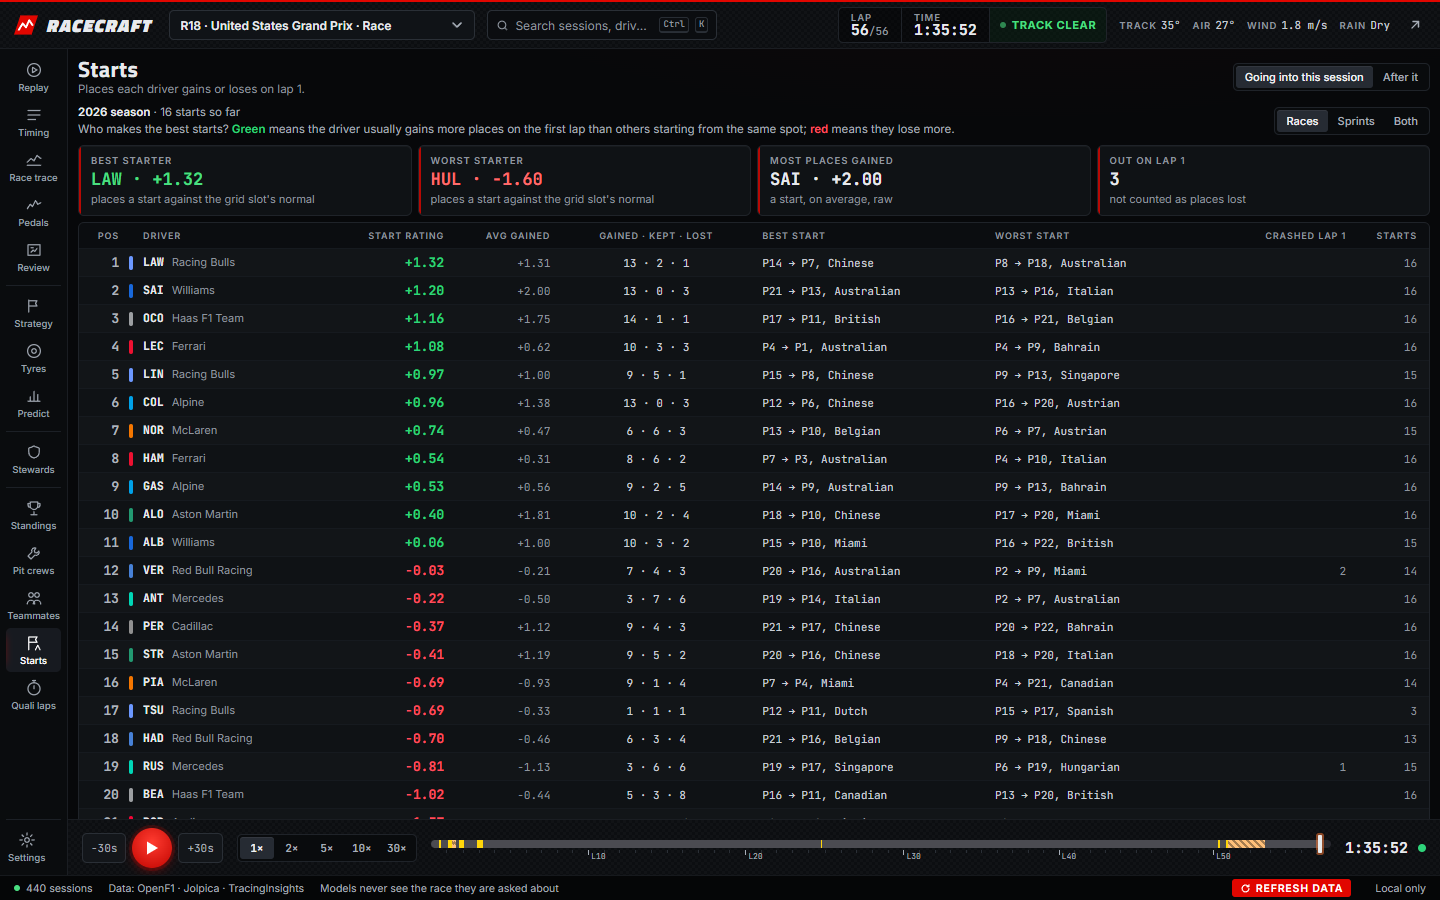 RACECRAFT
R18 · United States Grand Prix · Race
Search sessions, driv... Ctrl K
LAP 56/56
TIME 1:35:52
TRACK CLEAR
TRACK 35° AIR 27° WIND 1.8 m/s RAIN Dry
Replay
Timing
Race trace
Pedals
Review
Strategy
Tyres
Predict
Stewards
Standings
Pit crews
Teammates
Starts
Quali laps
Settings
Starts
Places each driver gains or loses on lap 1.
Going into this session After it
2026 season · 16 starts so far
Who makes the best starts? Green means the driver usually gains more places on the first lap than others starting from the same spot; red means they lose more.
Races Sprints Both
BEST STARTER
LAW · +1.32
places a start against the grid slot's normal
WORST STARTER
HUL · -1.60
places a start against the grid slot's normal
MOST PLACES GAINED
SAI · +2.00
a start, on average, raw
OUT ON LAP 1
3
not counted as places lost
POS DRIVER START RATING AVG GAINED GAINED · KEPT · LOST BEST START WORST START CRASHED LAP 1 STARTS
1 LAW Racing Bulls +1.32 +1.31 13 · 2 · 1 P14 → P7, Chinese P8 → P18, Australian 16
2 SAI Williams +1.20 +2.00 13 · 0 · 3 P21 → P13, Australian P13 → P16, Italian 16
3 OCO Haas F1 Team +1.16 +1.75 14 · 1 · 1 P17 → P11, British P16 → P21, Belgian 16
4 LEC Ferrari +1.08 +0.62 10 · 3 · 3 P4 → P1, Australian P4 → P9, Bahrain 16
5 LIN Racing Bulls +0.97 +1.00 9 · 5 · 1 P15 → P8, Chinese P9 → P13, Singapore 15
6 COL Alpine +0.96 +1.38 13 · 0 · 3 P12 → P6, Chinese P16 → P20, Austrian 16
7 NOR McLaren +0.74 +0.47 6 · 6 · 3 P13 → P10, Belgian P6 → P7, Austrian 15
8 HAM Ferrari +0.54 +0.31 8 · 6 · 2 P7 → P3, Australian P4 → P10, Italian 16
9 GAS Alpine +0.53 +0.56 9 · 2 · 5 P14 → P9, Australian P9 → P13, Bahrain 16
10 ALO Aston Martin +0.40 +1.81 10 · 2 · 4 P18 → P10, Chinese P17 → P20, Miami 16
11 ALB Williams +0.06 +1.00 10 · 3 · 2 P15 → P10, Miami P16 → P22, British 15
12 VER Red Bull Racing -0.03 -0.21 7 · 4 · 3 P20 → P16, Australian P2 → P9, Miami 2 14
13 ANT Mercedes -0.22 -0.50 3 · 7 · 6 P19 → P14, Italian P2 → P7, Australian 16
14 PER Cadillac -0.37 +1.12 9 · 4 · 3 P21 → P17, Chinese P20 → P22, Bahrain 16
15 STR Aston Martin -0.41 +1.19 9 · 5 · 2 P20 → P16, Chinese P18 → P20, Italian 16
16 PIA McLaren -0.69 -0.93 9 · 1 · 4 P7 → P4, Miami P4 → P21, Canadian 14
17 TSU Racing Bulls -0.69 -0.33 1 · 1 · 1 P12 → P11, Dutch P15 → P17, Spanish 3
18 HAD Red Bull Racing -0.70 -0.46 6 · 3 · 4 P21 → P16, Belgian P9 → P18, Chinese 13
19 RUS Mercedes -0.81 -1.13 3 · 6 · 6 P19 → P17, Singapore P6 → P19, Hungarian 1 15
20 BEA Haas F1 Team -1.02 -0.44 5 · 3 · 8 P16 → P11, Canadian P13 → P20, British 16
-30s +30s 1× 2× 5× 10× 30× L10 L20 L30 L40 L50 1:35:52
440 sessions Data: OpenF1 · Jolpica · TracingInsights Models never see the race they are asked about REFRESH DATA Local only